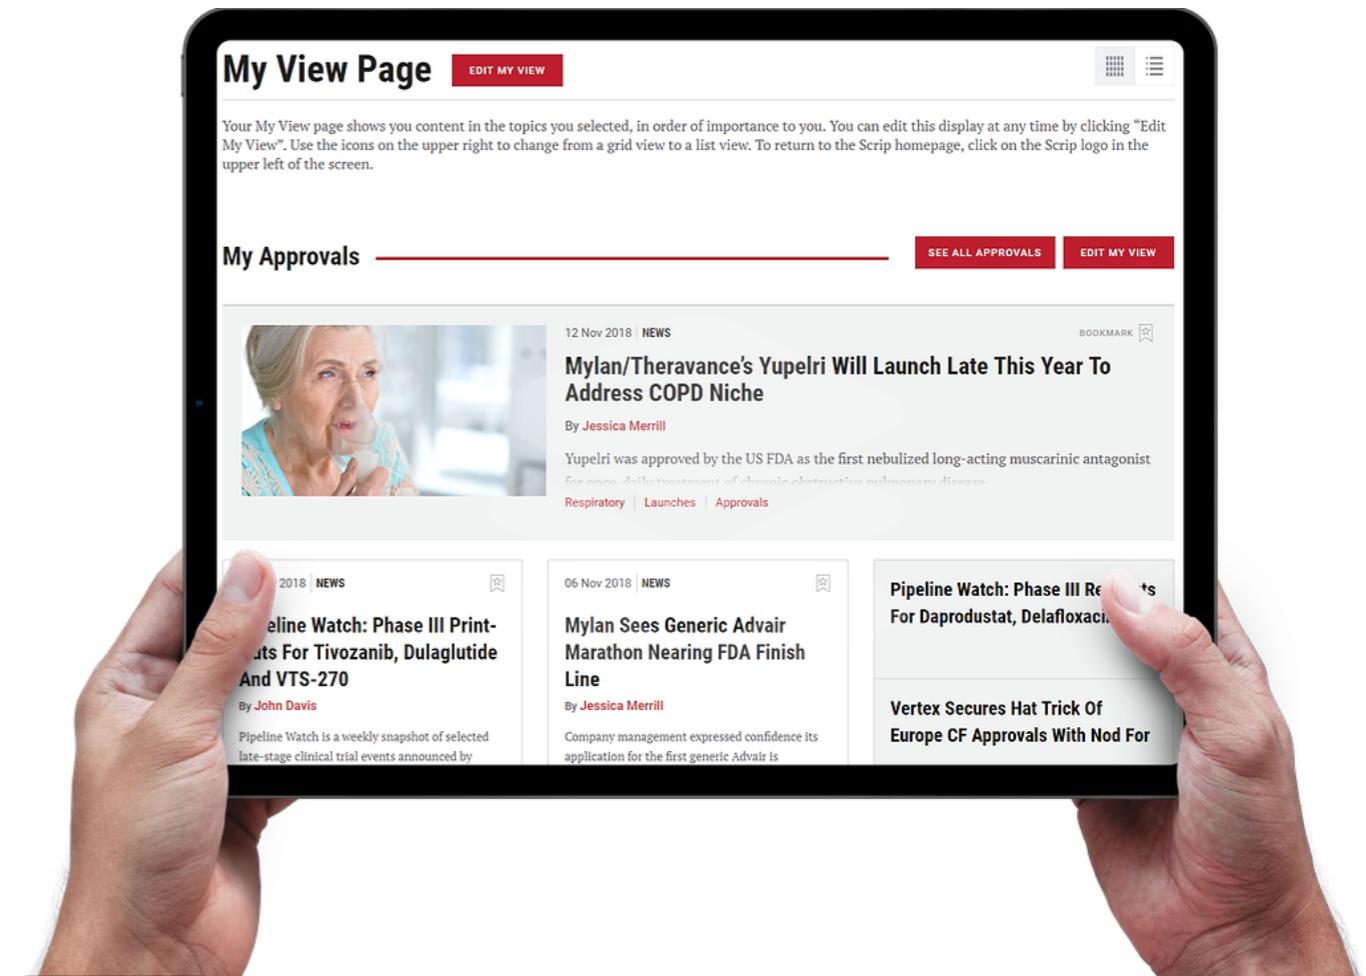 My View Page
EDIT MY VIEW
Your My View page shows you content in the topics you selected, in order of importance to you. You can edit this display at any time by clicking “Edit
My View”. Use the icons on the upper right to change from a grid view to a list view. To return to the Scrip homepage, click on the Scrip logo in the
upper left of the screen.
My Approvals
SEE ALL APPROVALS
EDIT MY VIEW
12 Nov 2018 NEWS
BOOKMARK
Mylan/Theravance’s Yupelri Will Launch Late This Year To
Address COPD Niche
By Jessica Merrill
Yupelri was approved by the US FDA as the first nebulized long-acting muscarinic antagonist
for once-daily treatment of chronic obstructive pulmonary disease
Respiratory Launches Approvals
2018 NEWS
Phase III Print-
For Tivozanib, Dulaglutide
And VTS-270
By John Davis
Pipeline Watch is a weekly snapshot of selected
late-stage clinical trial events announced by
06 Nov 2018 NEWS
Mylan Sees Generic Advair
Marathon Nearing FDA Finish
Line
By Jessica Merrill
Company management expressed confidence its
application for the first generic Advair is
Pipeline Watch: Phase III
For Daprodustat,
Vertex Secures Hat Trick Of
Europe CF Approvals With Nod For